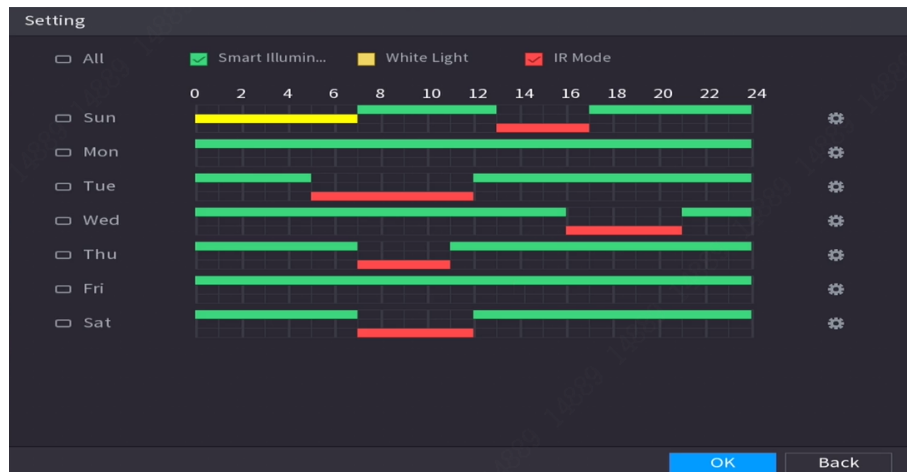 Setting
All Smart Illumin... White Light IR Mode
0 2 4 6 8 10 12 14 16 18 20 22 24
Sun
Mon
Tue
Wed
Thu
Fri
Sat
OK Back